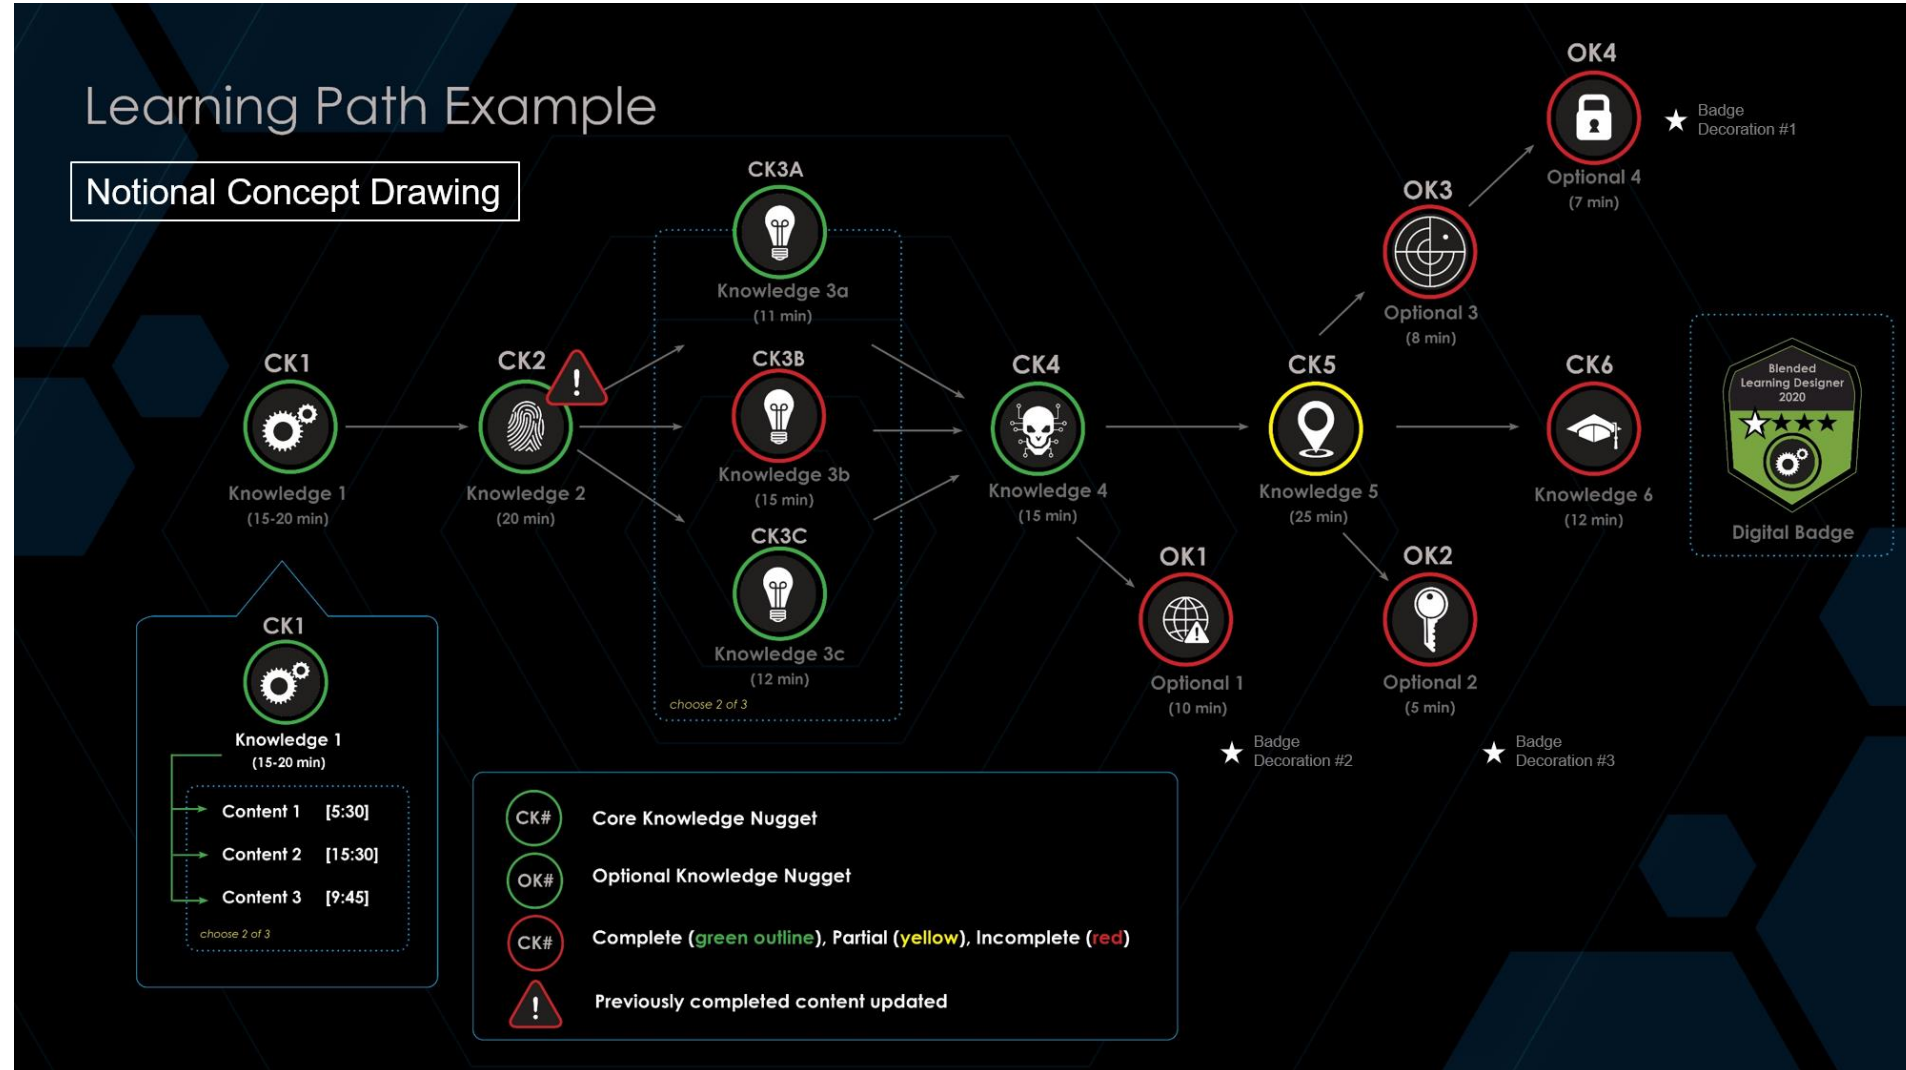 Learning Path Example
Notional Concept Drawing
CK1
Knowledge 1
(15-20 min)
CK2
!
Knowledge 2
(20 min)
CK3A
Knowledge 3a
(11 min)
CK3B
Knowledge 3b
(15 min)
CK3C
Knowledge 3c
(12 min)
choose 2 of 3
CK4
Knowledge 4
(15 min)
CK5
Knowledge 5
(25 min)
CK6
Knowledge 6
(12 min)
OK1
Optional 1
(10 min)
Badge
Decoration #2
OK2
Optional 2
(5 min)
Badge
Decoration #3
OK3
Optional 3
(8 min)
OK4
Optional 4
(7 min)
Badge
Decoration #1
Blended
Learning Designer
2020
Digital Badge
CK1
Knowledge 1
(15-20 min)
Content 1 [5:30]
Content 2 [15:30]
Content 3 [9:45]
choose 2 of 3
CK# Core Knowledge Nugget
OK# Optional Knowledge Nugget
CK# Complete (green outline), Partial (yellow), Incomplete (red)
! Previously completed content updated